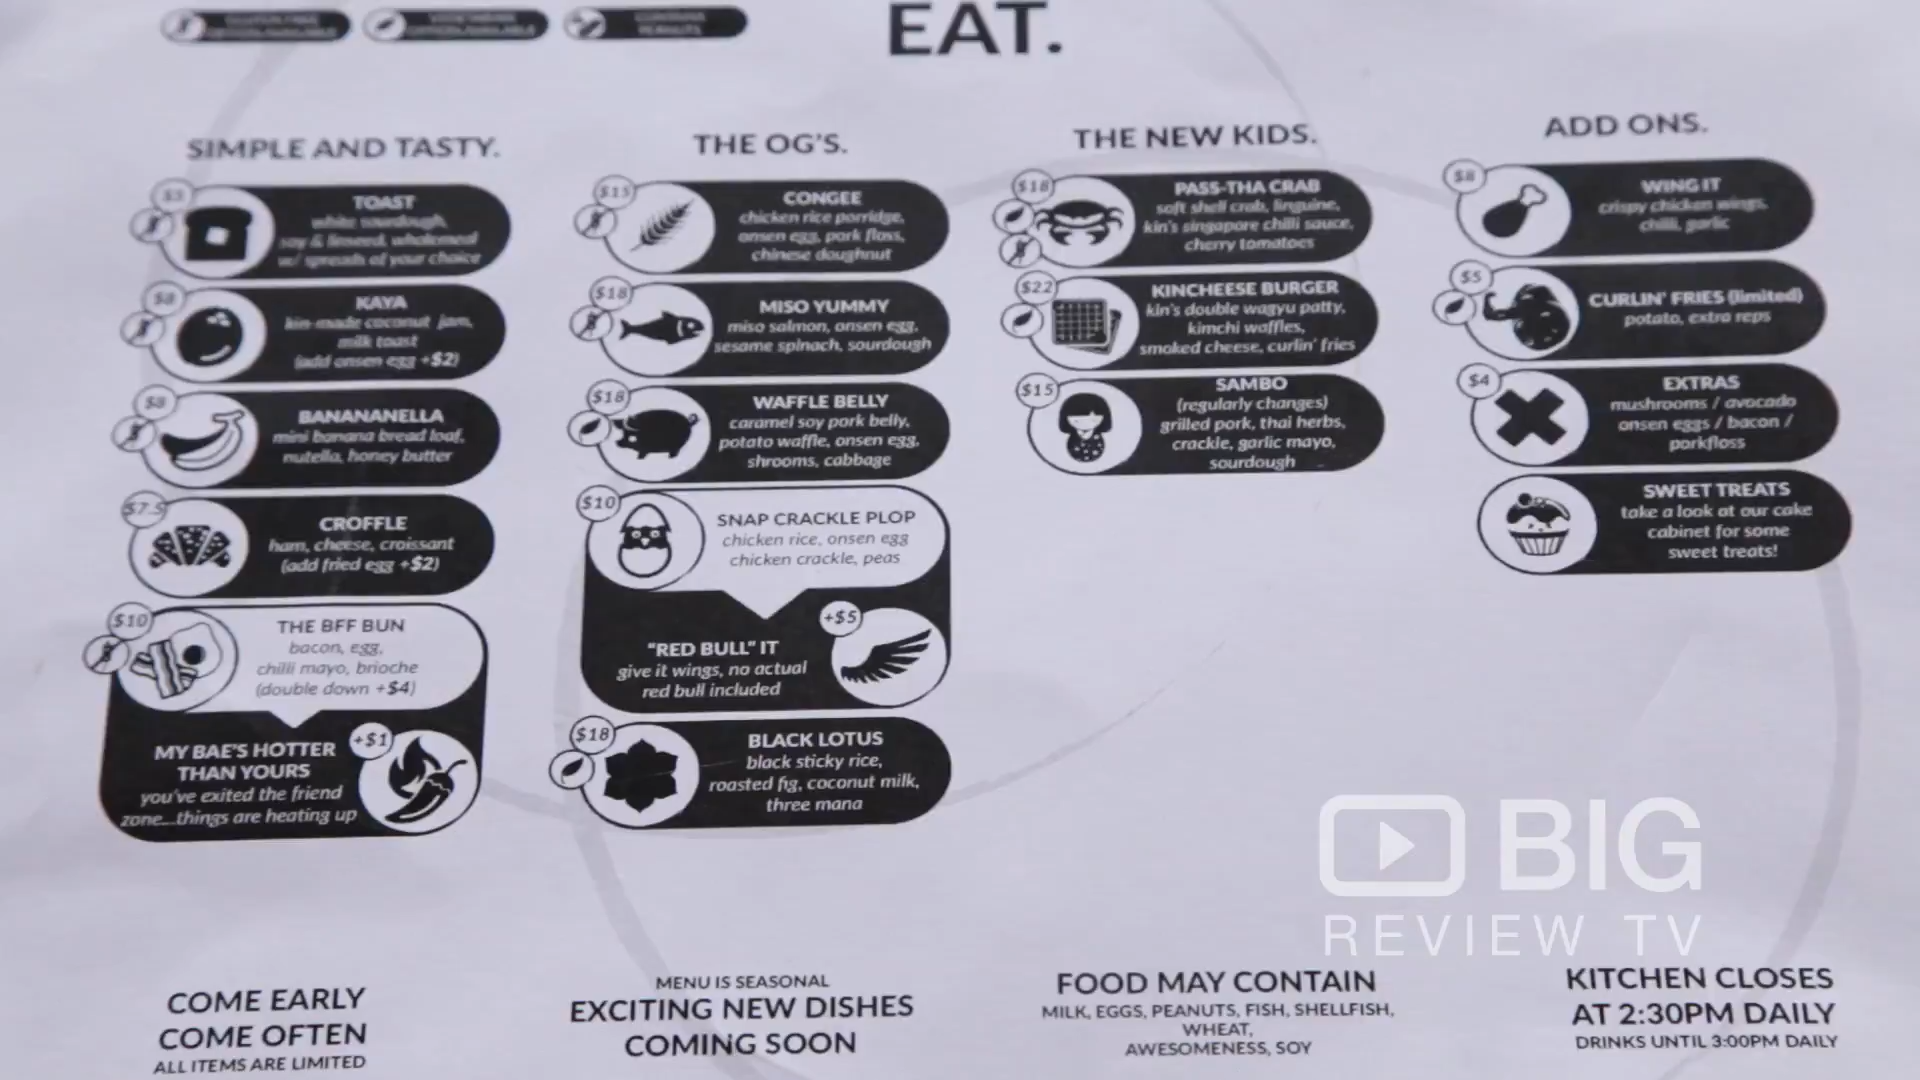 GLUTEN FREE
OPTION AVAILABLE
VEGETARIAN
OPTION AVAILABLE
CONTAINS
PEANUTS
EAT.
SIMPLE AND TASTY.
$5
TOAST
white sourdough,
soy & linseed, wholemeal
w/ spreads of your choice
$8
KAYA
kin-made coconut jam,
milk toast
(add onsen egg +$2)
$8
BANANANELLA
mini banana bread loaf,
nutella, honey butter
$7.5
CROFFLE
ham, cheese, croissant
(add fried egg +$2)
$10
THE BFF BUN
bacon, egg,
chilli mayo, brioche
(double down +$4)
+$1
MY BAE'S HOTTER
THAN YOURS
you've exited the friend
zone...things are heating up
THE OG'S.
$15
CONGEE
chicken rice porridge,
onsen egg, pork floss,
chinese doughnut
$18
MISO YUMMY
miso salmon, onsen egg,
sesame spinach, sourdough
$18
WAFFLE BELLY
caramel soy pork belly,
potato waffle, onsen egg,
shrooms, cabbage
$10
SNAP CRACKLE PLOP
chicken rice, onsen egg
chicken crackle, peas
+$5
"RED BULL" IT
give it wings, no actual
red bull included
$18
BLACK LOTUS
black sticky rice,
roasted fig, coconut milk,
three mana
THE NEW KIDS.
$18
PASS-THA CRAB
soft shell crab, linguine,
kin's singapore chilli sauce,
cherry tomatoes
$22
KINCHEESE BURGER
kin's double wagyu patty,
kimchi waffles,
smoked cheese, curlin' fries
$15
SAMBO
(regularly changes)
grilled pork, thai herbs,
crackle, garlic mayo,
sourdough
ADD ONS.
$8
WING IT
crispy chicken wings,
chilli, garlic
$5
CURLIN' FRIES (limited)
potato, extra reps
$4
EXTRAS
mushrooms / avocado
onsen eggs / bacon /
porkfloss
SWEET TREATS
take a look at our cake
cabinet for some
sweet treats!
BIG
REVIEW TV
COME EARLY
COME OFTEN
ALL ITEMS ARE LIMITED
MENU IS SEASONAL
EXCITING NEW DISHES
COMING SOON
FOOD MAY CONTAIN
MILK, EGGS, PEANUTS, FISH, SHELLFISH,
WHEAT,
AWESOMENESS, SOY
KITCHEN CLOSES
AT 2:30PM DAILY
DRINKS UNTIL 3:00PM DAILY